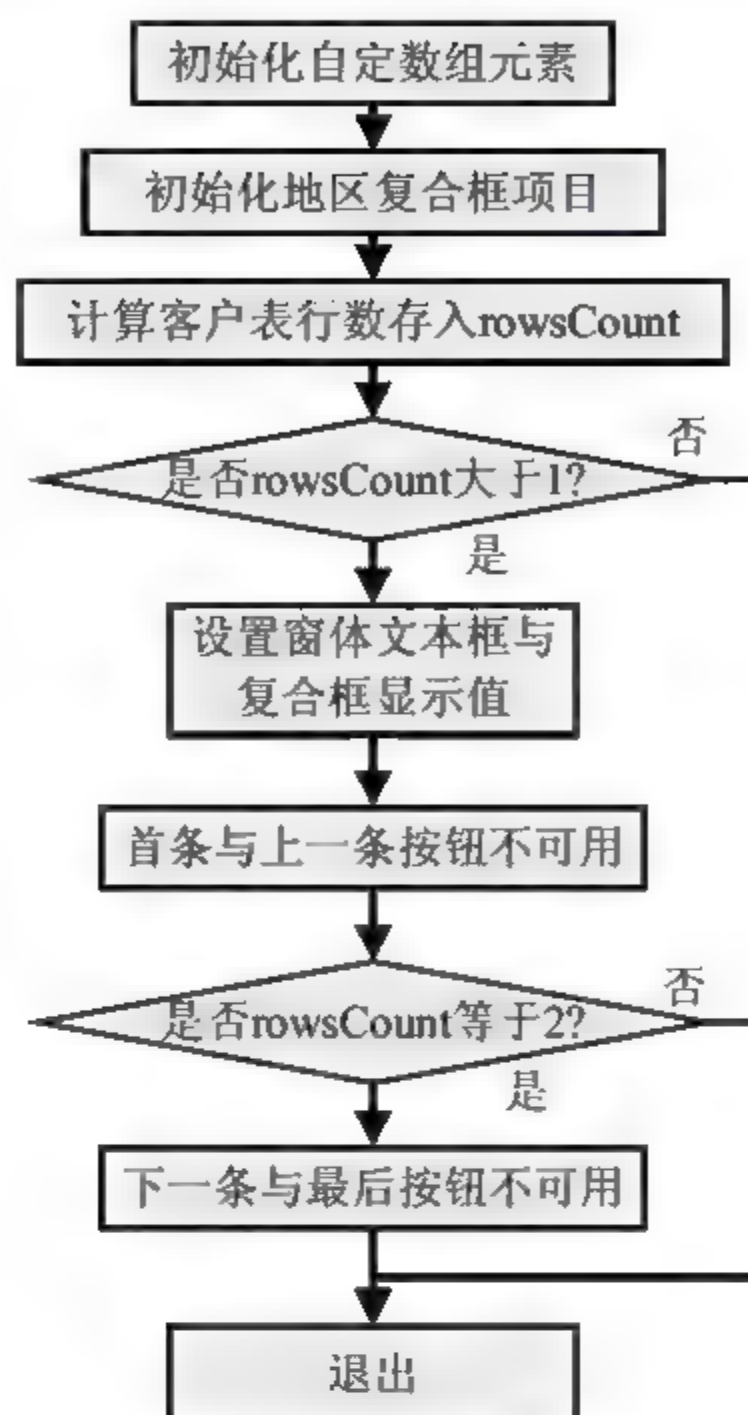 初始化自定数组元素
初始化地区复合框项目
计算客户表行数存入rowsCount
否
是否rowsCount大于1?
是
设置窗体文本框与
复合框显示值
首条与上一条按钮不可用
否
是否rowsCount等于2?
是
下一条与最后按钮不可用
退出